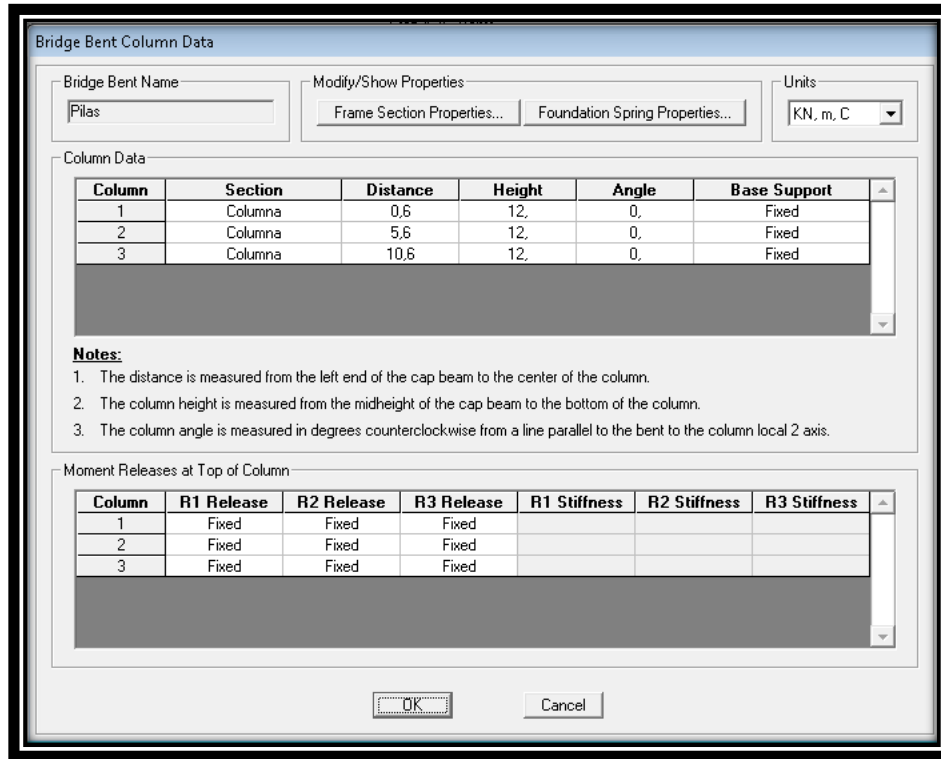 Bridge Bent Column Data
Bridge Bent Name
Modify/Show Properties
Units
Pilas
Frame Section Properties...
Foundation Spring Properties...
KN, m, C
Column Data
Column Section Distance Height Angle Base Support
1 Columna 0,6 12, 0, Fixed
2 Columna 5,6 12, 0, Fixed
3 Columna 10,6 12, 0, Fixed
Notes:
1. The distance is measured from the left end of the cap beam to the center of the column.
2. The column height is measured from the midheight of the cap beam to the bottom of the column.
3. The column angle is measured in degrees counterclockwise from a line parallel to the bent to the column local 2 axis.
Moment Releases at Top of Column
Column R1 Release R2 Release R3 Release R1 Stiffness R2 Stiffness R3 Stiffness
1 Fixed Fixed Fixed
2 Fixed Fixed Fixed
3 Fixed Fixed Fixed
OK
Cancel